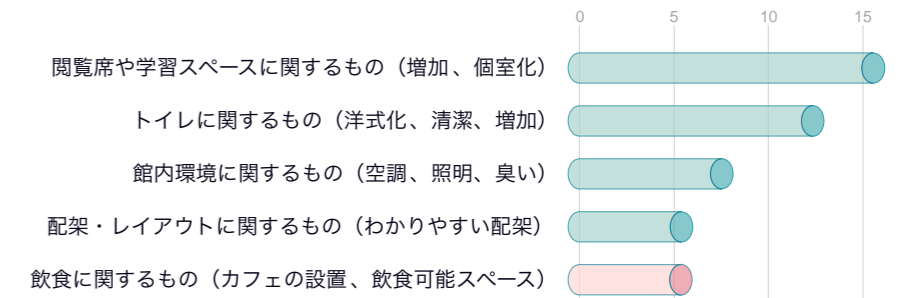 0 5 10 15
閲覧席や学習スペースに関するもの（増加、個室化）
トイレに関するもの（洋式化、清潔、増加）
館内環境に関するもの（空調、照明、臭い）
配架・レイアウトに関するもの（わかりやすい配架）
飲食に関するもの（カフェの設置、飲食可能スペース）